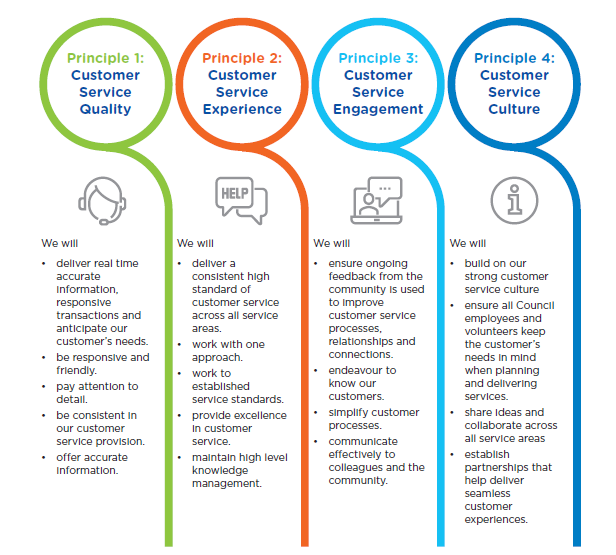 Principle 1:
Customer
Service
Quality
Principle 2:
Customer
Service
Experience
Principle 3:
Customer
Service
Engagement
Principle 4:
Customer
Service
Culture
HELP
We will
• deliver real time
accurate
information,
responsive
transactions and
anticipate our
customer's needs.
• be responsive and
friendly.
• pay attention to
detail.
• be consistent in
our customer
service provision.
• offer accurate
information.
We will
• deliver a
consistent high
standard of
customer service
across all service
areas.
• work with one
approach.
• work to
established
service standards.
• provide excellence
in customer
service.
• maintain high level
knowledge
management.
We will
• ensure ongoing
feedback from the
community is used
to improve
customer service
processes,
relationships and
connections.
• endeavour to
know our
customers.
• simplify customer
processes.
• communicate
effectively to
colleagues and the
community.
We will
• build on our
strong customer
service culture
• ensure all Council
employees and
volunteers keep
the customer's
needs in mind
when planning
and delivering
services.
• share ideas and
collaborate across
all service areas
• establish
partnerships that
help deliver
seamless
customer
experiences.